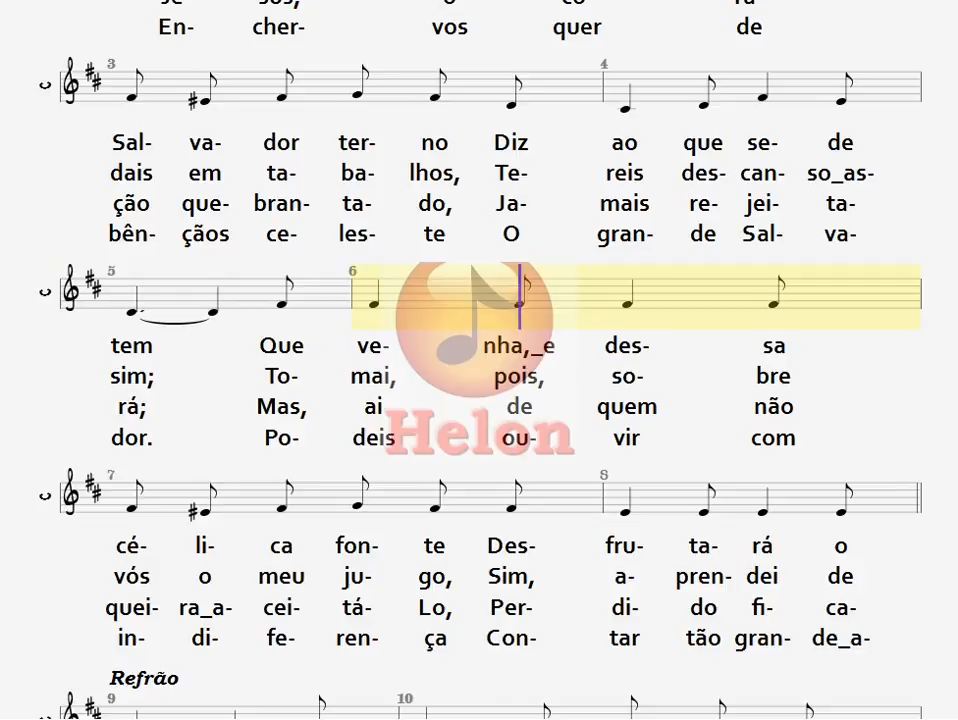 En- cher- vos quer de
3 4
Sal- va- dor ter- no Diz ao que se- de
dais em ta- ba- lhos, Te- reis des- can- so_as-
ção que- bran- ta- do, Ja- mais re- jei- ta-
bên- çãos ce- les- te O gran- de Sal- va-
5 6
tem Que ve- nha,_e des- sa
sim; To- mai, pois, so- bre
rá; Mas, ai de quem não
dor. Po- deis ou- vir com
Helon
7 8
cé- li- ca fon- te Des- fru- ta- rá o
vós o meu ju- go, Sim, a- pren- dei de
quei- ra_a- cei- tá- Lo, Per- di- do fi- ca-
in- di- fe- ren- ça Con- tar tão gran- de_a-
Refrão
9 10